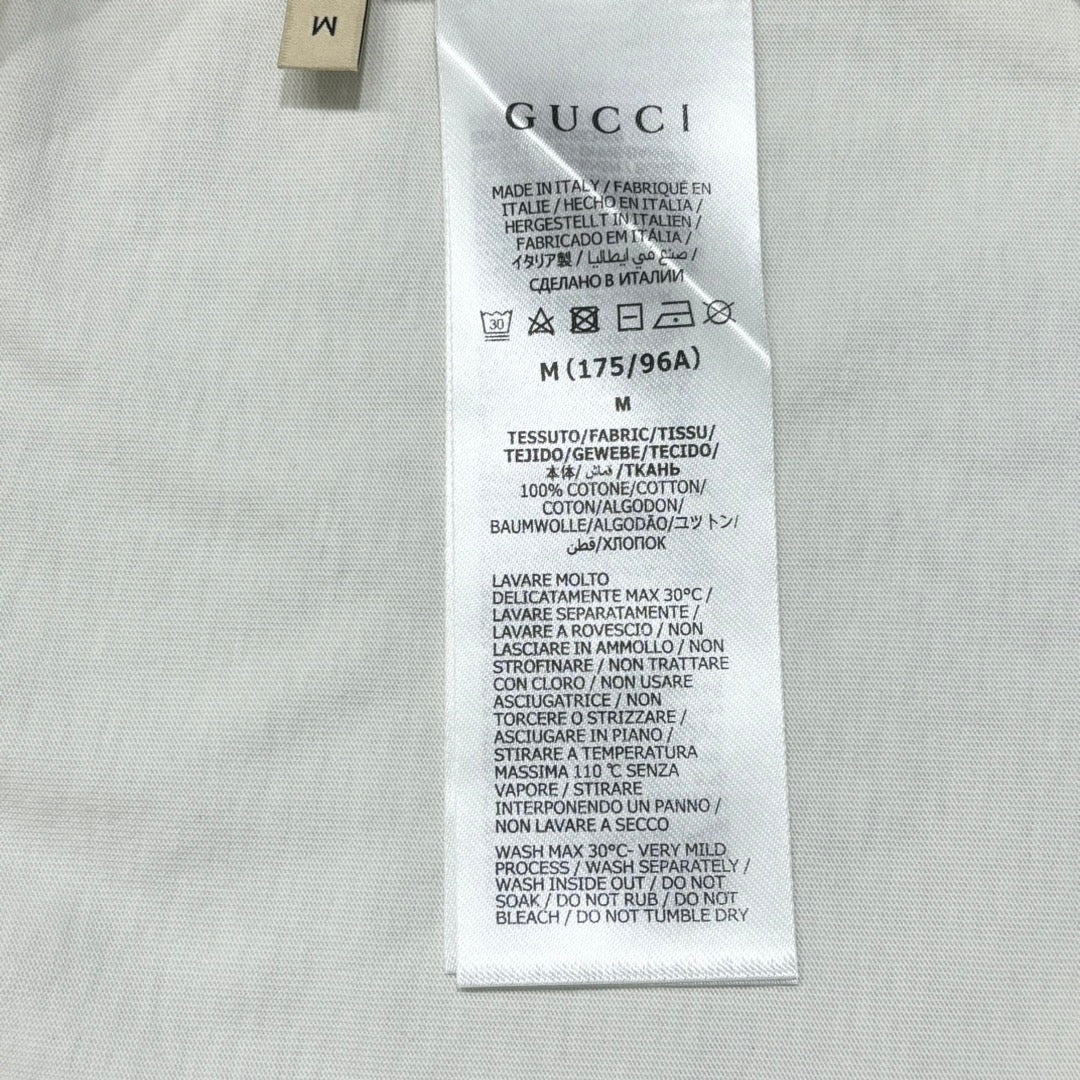 M
GUCCI
MADE IN ITALY / FABRIQUÉ EN
ITALIE / HECHO EN ITALIA /
HERGESTELLT IN ITALIEN /
FABRICADO EM ITÁLIA /
イタリア製 / صنع في ايطاليا /
СДЕЛАНО В ИТАЛИИ
30
M (175/96A)
M
TESSUTO/FABRIC/TISSU/
TEJIDO/GEWEBE/TECIDO/
本体/ قماش /ТКАНЬ
100% COTONE/COTTON/
COTON/ALGODON/
BAUMWOLLE/ALGODÃO/コットン/
قطن/ХЛОПОК
LAVARE MOLTO
DELICATAMENTE MAX 30°C /
LAVARE SEPARATAMENTE /
LAVARE A ROVESCIO / NON
LASCIARE IN AMMOLLO / NON
STROFINARE / NON TRATTARE
CON CLORO / NON USARE
ASCIUGATRICE / NON
TORCERE O STRIZZARE /
ASCIUGARE IN PIANO /
STIRARE A TEMPERATURA
MASSIMA 110 °C SENZA
VAPORE / STIRARE
INTERPONENDO UN PANNO /
NON LAVARE A SECCO
WASH MAX 30°C- VERY MILD
PROCESS / WASH SEPARATELY /
WASH INSIDE OUT / DO NOT
SOAK / DO NOT RUB / DO NOT
BLEACH / DO NOT TUMBLE DRY